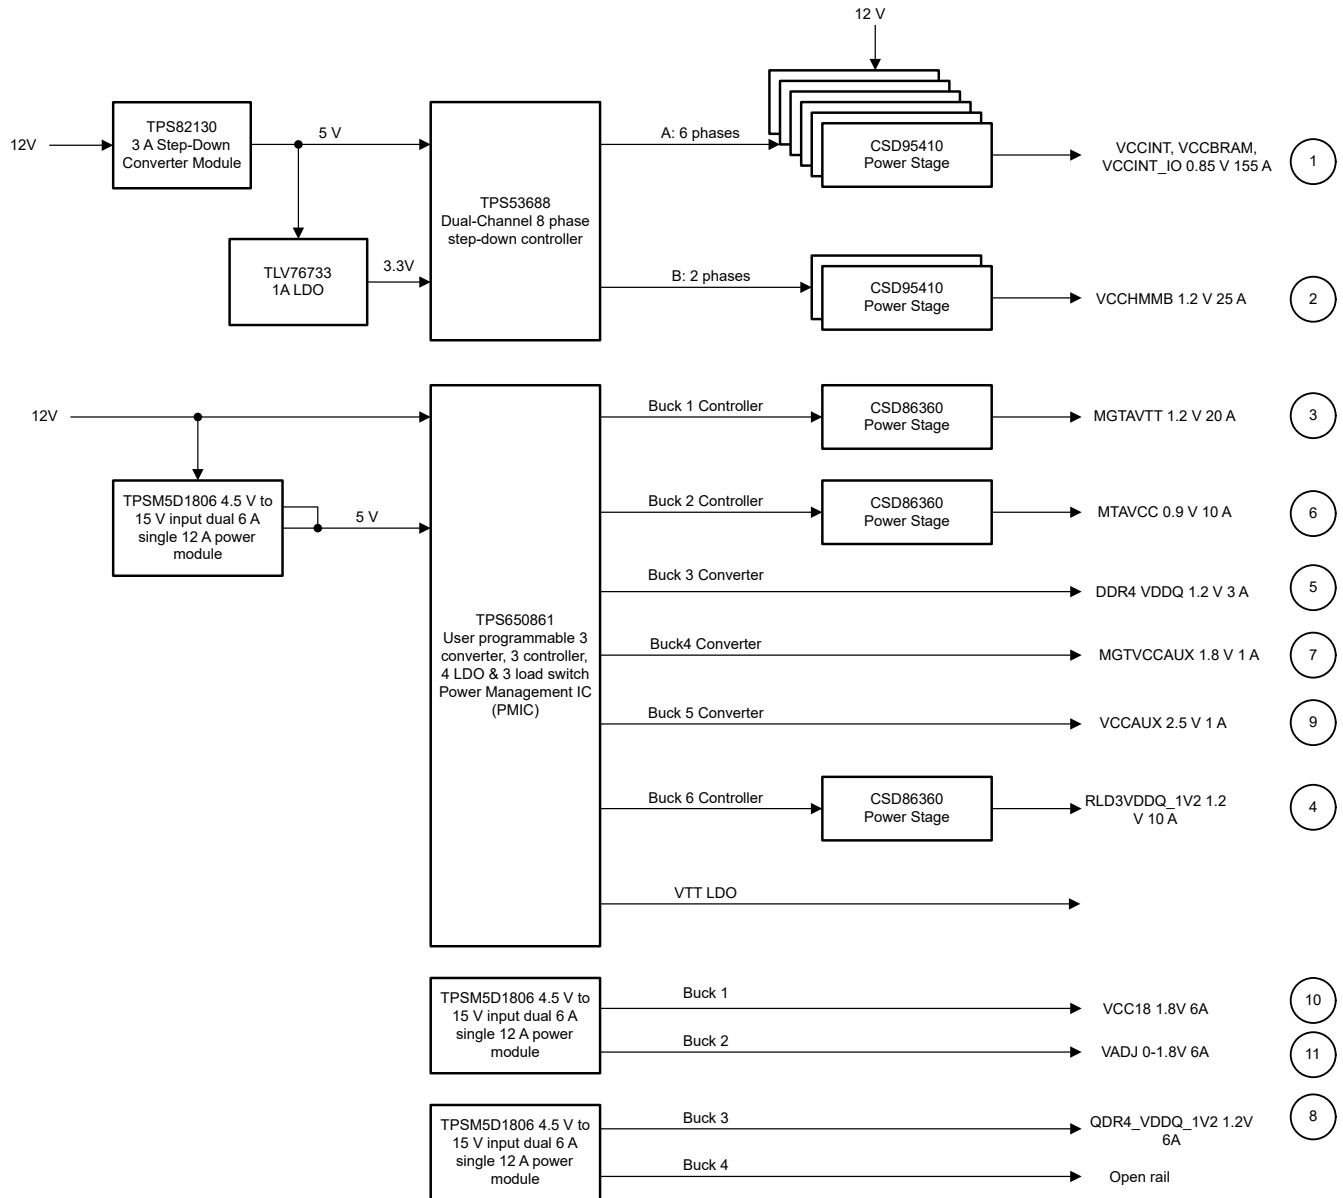 12 V
12V
TPS82130
3 A Step-Down
Converter Module
5 V
TLV76733
1A LDO
3.3V
TPS53688
Dual-Channel 8 phase
step-down controller
A: 6 phases
CSD95410
Power Stage
VCCINT, VCCBRAM,
VCCINT_IO 0.85 V 155 A
1
B: 2 phases
CSD95410
Power Stage
VCCHMMB 1.2 V 25 A
2
12V
TPSM5D1806 4.5 V to
15 V input dual 6 A
single 12 A power
module
5 V
TPS650861
User programmable 3
converter, 3 controller,
4 LDO & 3 load switch
Power Management IC
(PMIC)
Buck 1 Controller
CSD86360
Power Stage
MGTAVTT 1.2 V 20 A
3
Buck 2 Controller
CSD86360
Power Stage
MTAVCC 0.9 V 10 A
6
Buck 3 Converter
DDR4 VDDQ 1.2 V 3 A
5
Buck4 Converter
MGTVCCAUX 1.8 V 1 A
7
Buck 5 Converter
VCCAUX 2.5 V 1 A
9
Buck 6 Controller
CSD86360
Power Stage
RLD3VDDQ_1V2 1.2
V 10 A
4
VTT LDO
TPSM5D1806 4.5 V to
15 V input dual 6 A
single 12 A power
module
Buck 1
VCC18 1.8V 6A
10
Buck 2
VADJ 0-1.8V 6A
11
TPSM5D1806 4.5 V to
15 V input dual 6 A
single 12 A power
module
Buck 3
QDR4_VDDQ_1V2 1.2V
6A
8
Buck 4
Open rail